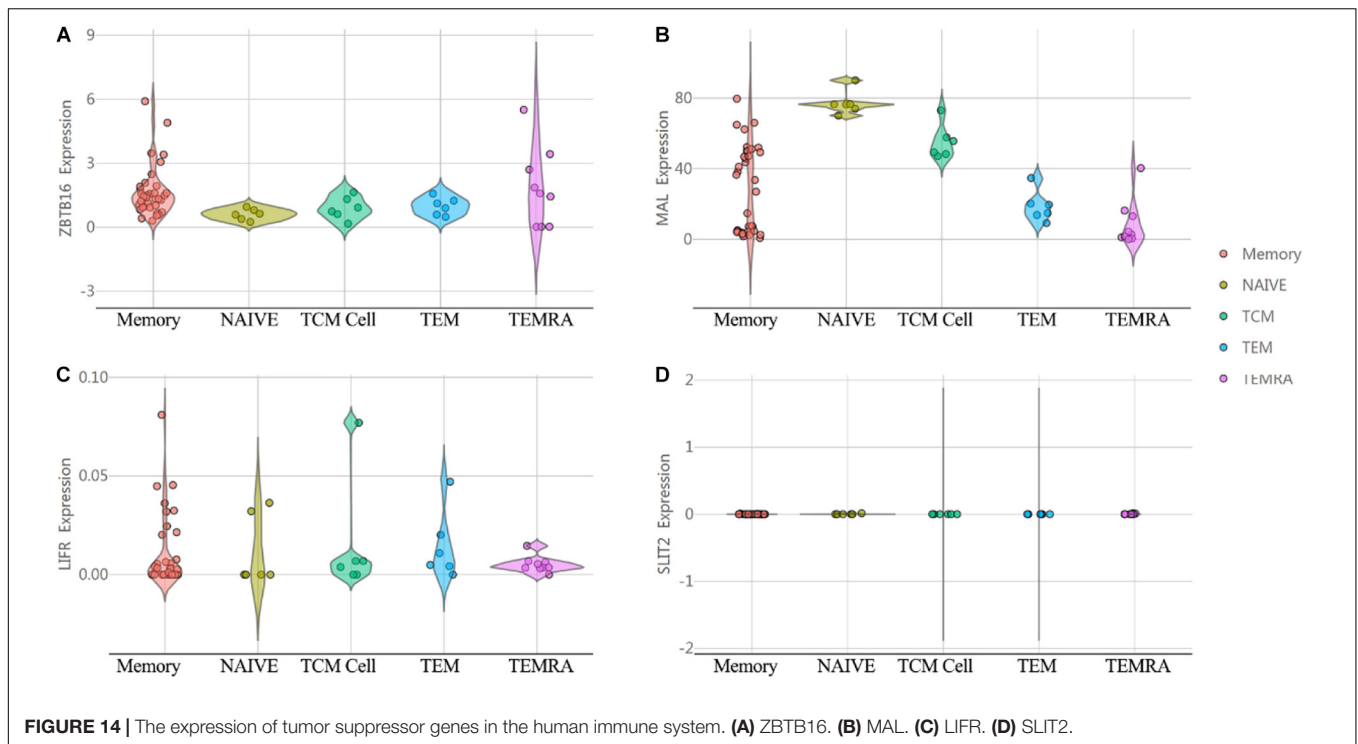 A
ZBTB16 Expression
9
6
3
0
-3
Memory NAIVE TCM Cell TEM TEMRA
B
MAL Expression
80
40
0
Memory NAIVE TCM Cell TEM TEMRA
Memory
NAIVE
TCM
TEM
TEMRA
C
LIFR Expression
0.10
0.05
0.00
Memory NAIVE TCM Cell TEM TEMRA
D
SLIT2 Expression
2
1
0
-1
-2
Memory NAIVE TCM Cell TEM TEMRA
FIGURE 14 | The expression of tumor suppressor genes in the human immune system. (A) ZBTB16. (B) MAL. (C) LIFR. (D) SLIT2.